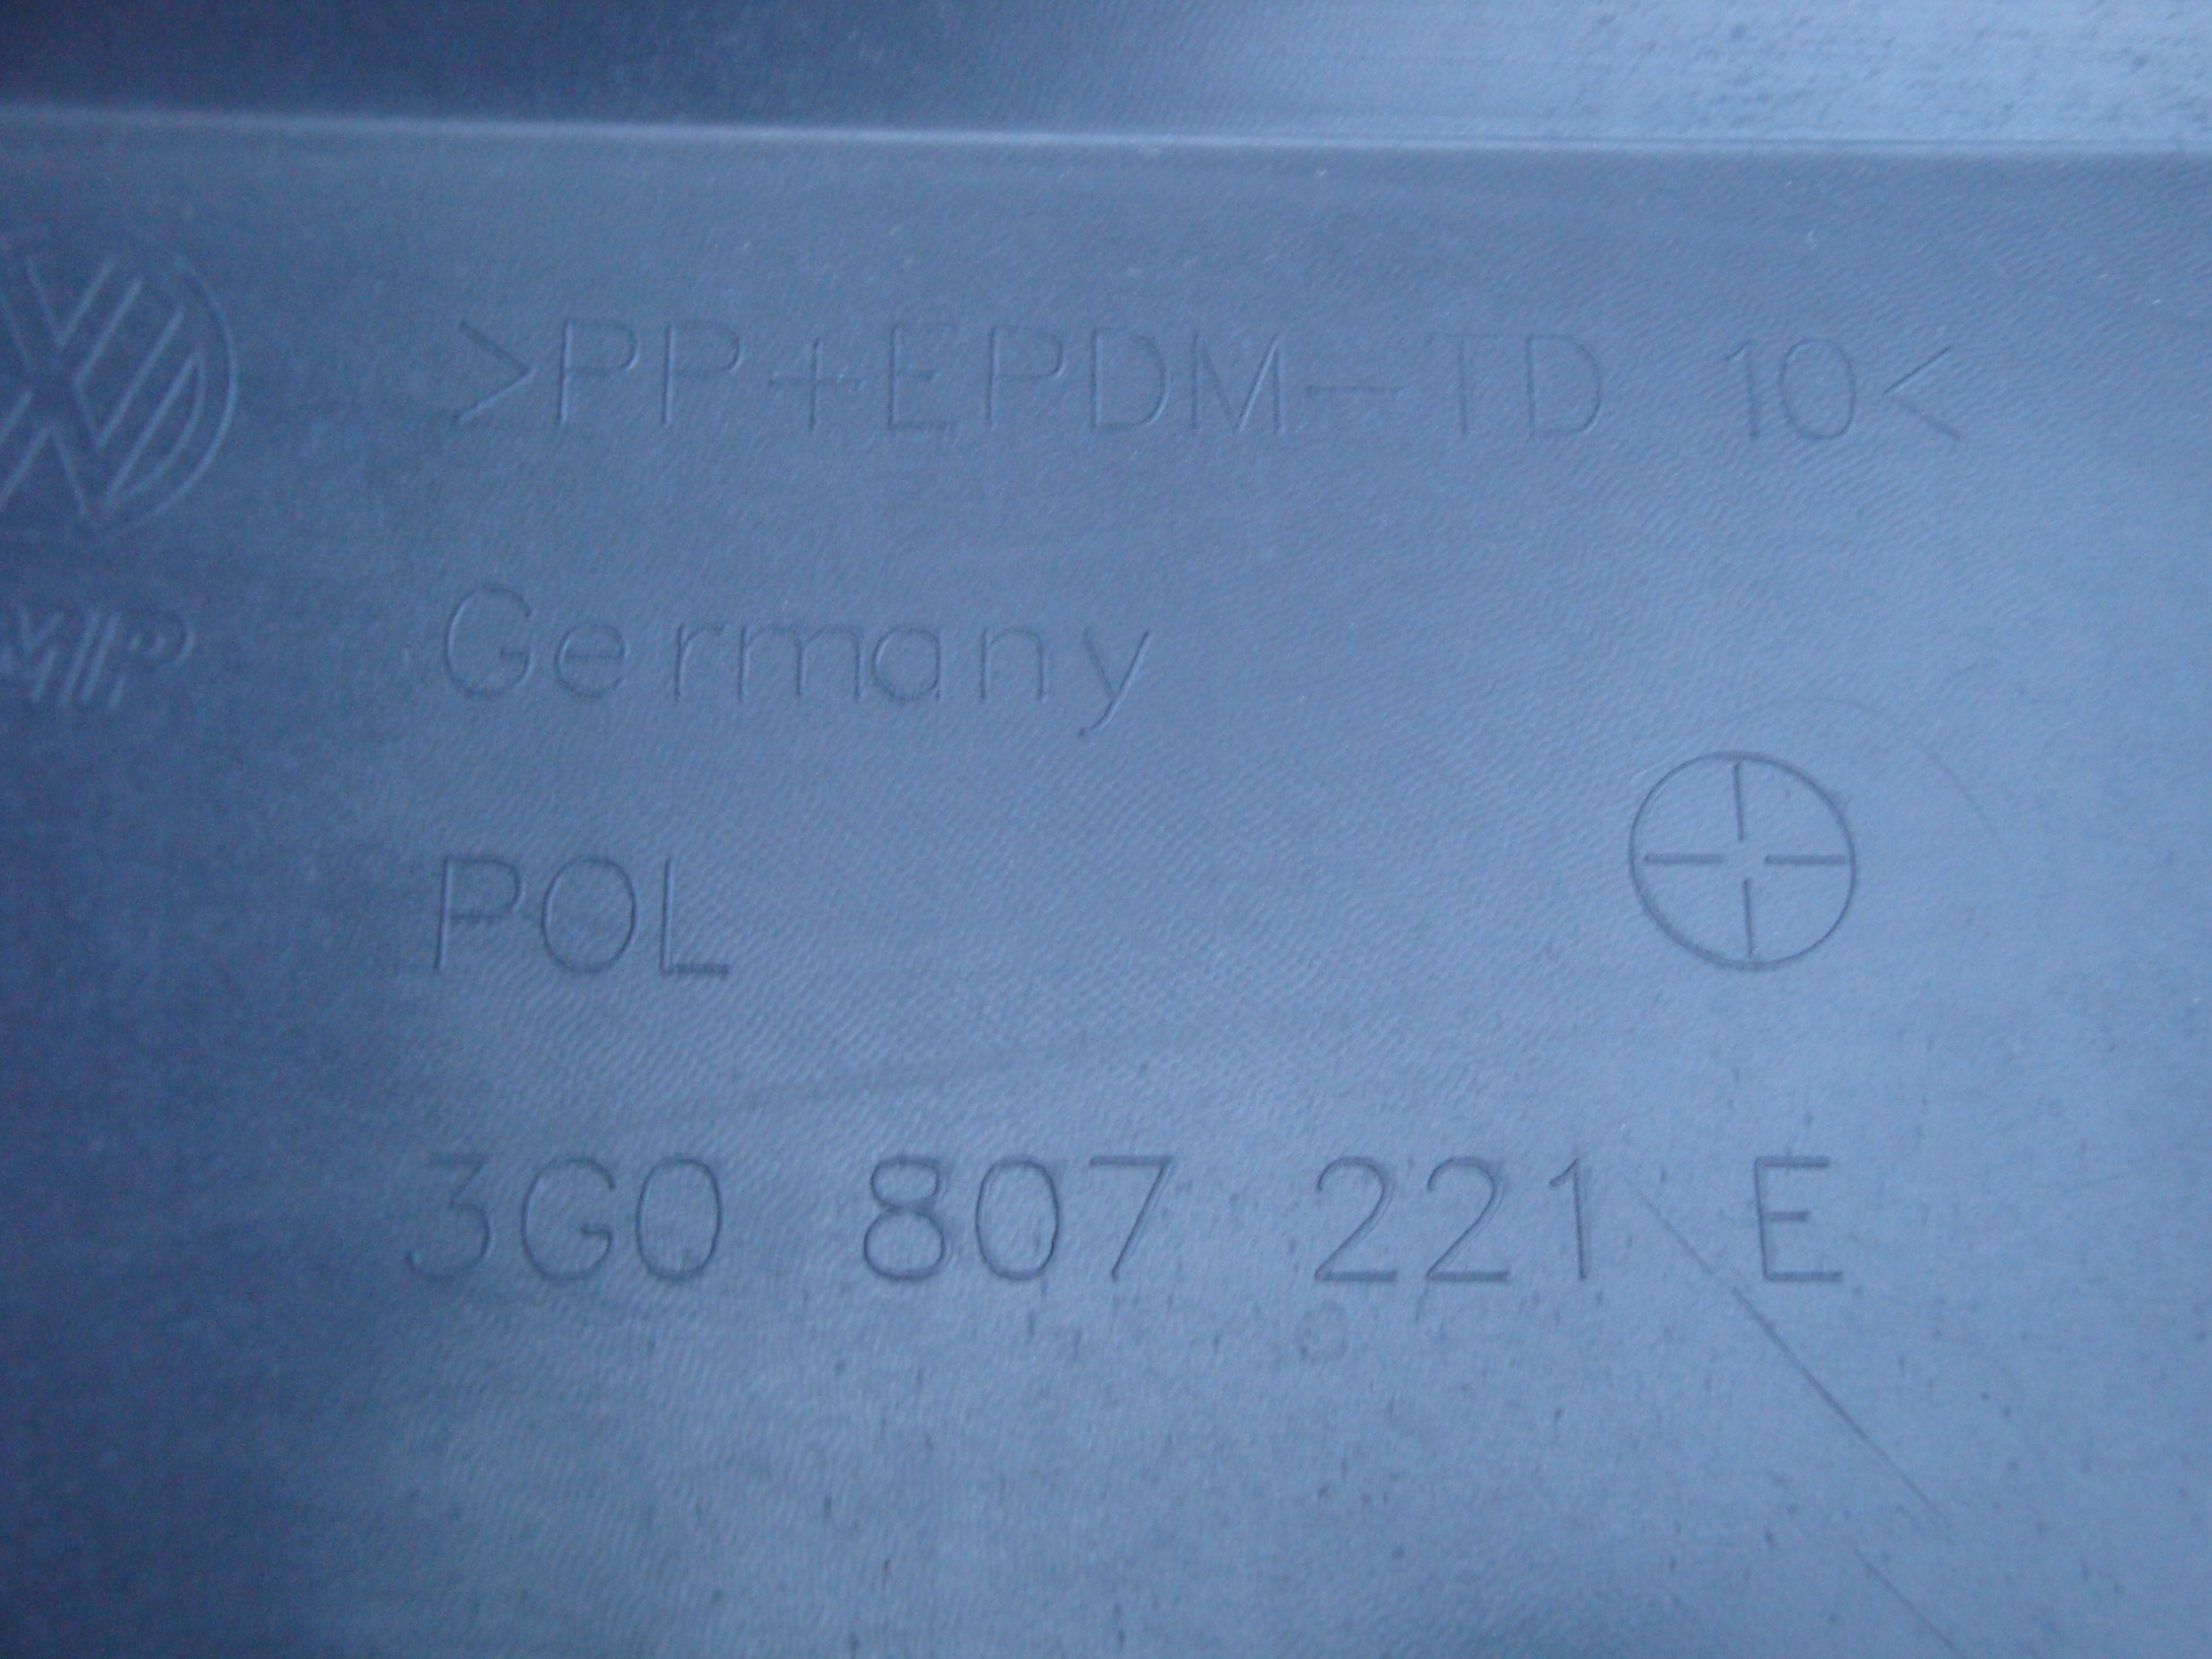 >PP+EPDM-TD 10<
Germany
POL
3G0 807 221 E